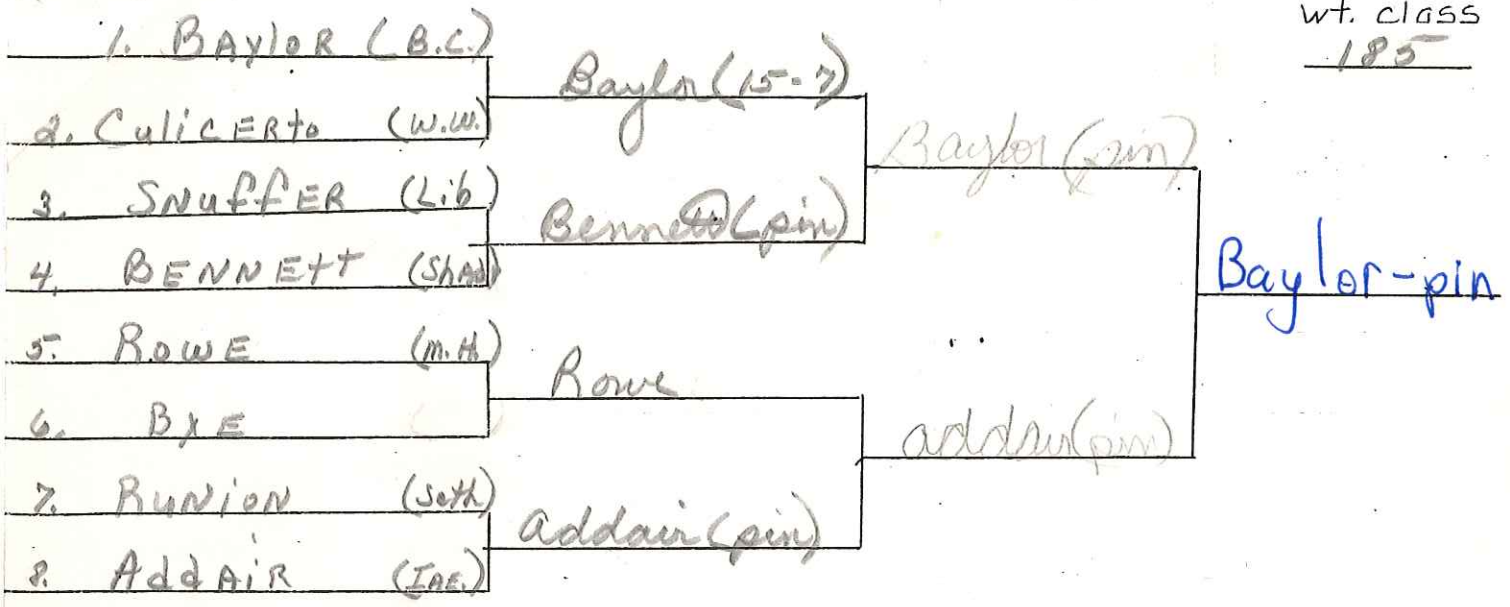 wt. class
185
1. BAYloR (B.C.)
2. CuliCERto (W.W.)
3. SNuffER (Lib)
4. BENNEtt (ShAd)
5. RowE (M.H.)
6. ByE
7. RuNioN (Seth)
8. AddAiR (IAE.)
Baylor (15-7)
Bennett (pin)
Rowe
Addair (pin)
Baylor (pin)
Addair (pin)
Baylor-pin